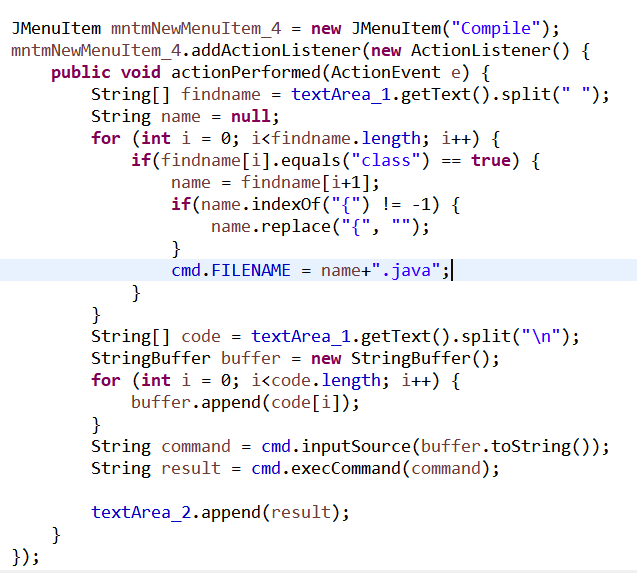 JMenuItem mntmNewMenuItem_4 = new JMenuItem("Compile");
mntmNewMenuItem_4.addActionListener(new ActionListener() {
    public void actionPerformed(ActionEvent e) {
        String[] findname = textArea_1.getText().split(" ");
        String name = null;
        for (int i = 0; i<findname.length; i++) {
            if(findname[i].equals("class") == true) {
                name = findname[i+1];
                if(name.indexOf("{") != -1) {
                    name.replace("{", "");
                }
                cmd.FILENAME = name+".java";
            }
        }
        String[] code = textArea_1.getText().split("\n");
        StringBuffer buffer = new StringBuffer();
        for (int i = 0; i<code.length; i++) {
            buffer.append(code[i]);
        }
        String command = cmd.inputSource(buffer.toString());
        String result = cmd.execCommand(command);

        textArea_2.append(result);
    }
});